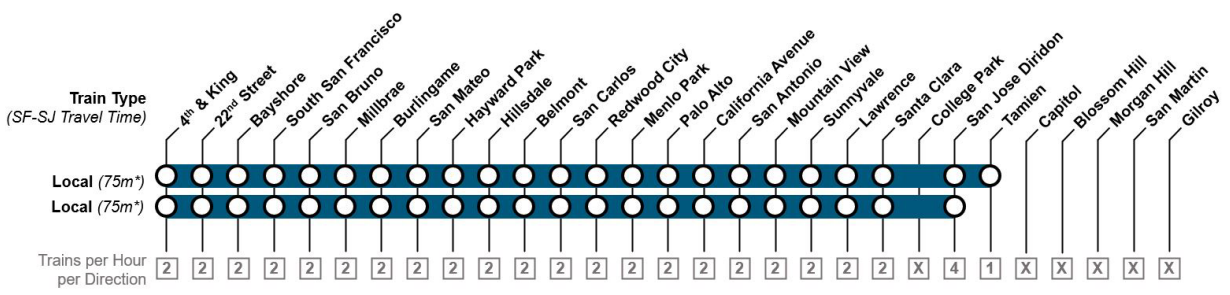 4th & King
22nd Street
Bayshore
South San Francisco
San Bruno
Millbrae
Burlingame
San Mateo
Hayward Park
Hillsdale
Belmont
San Carlos
Redwood City
Menlo Park
Palo Alto
California Avenue
San Antonio
Mountain View
Sunnyvale
Lawrence
Santa Clara
College Park
San Jose Diridon
Tamien
Capitol
Blossom Hill
Morgan Hill
San Martin
Gilroy
Train Type
(SF-SJ Travel Time)
Local (75m*)
Local (75m*)
Trains per Hour
per Direction
2 2 2 2 2 2 2 2 2 2 2 2 2 2 2 2 2 2 2 2 2 X 4 1 X X X X X